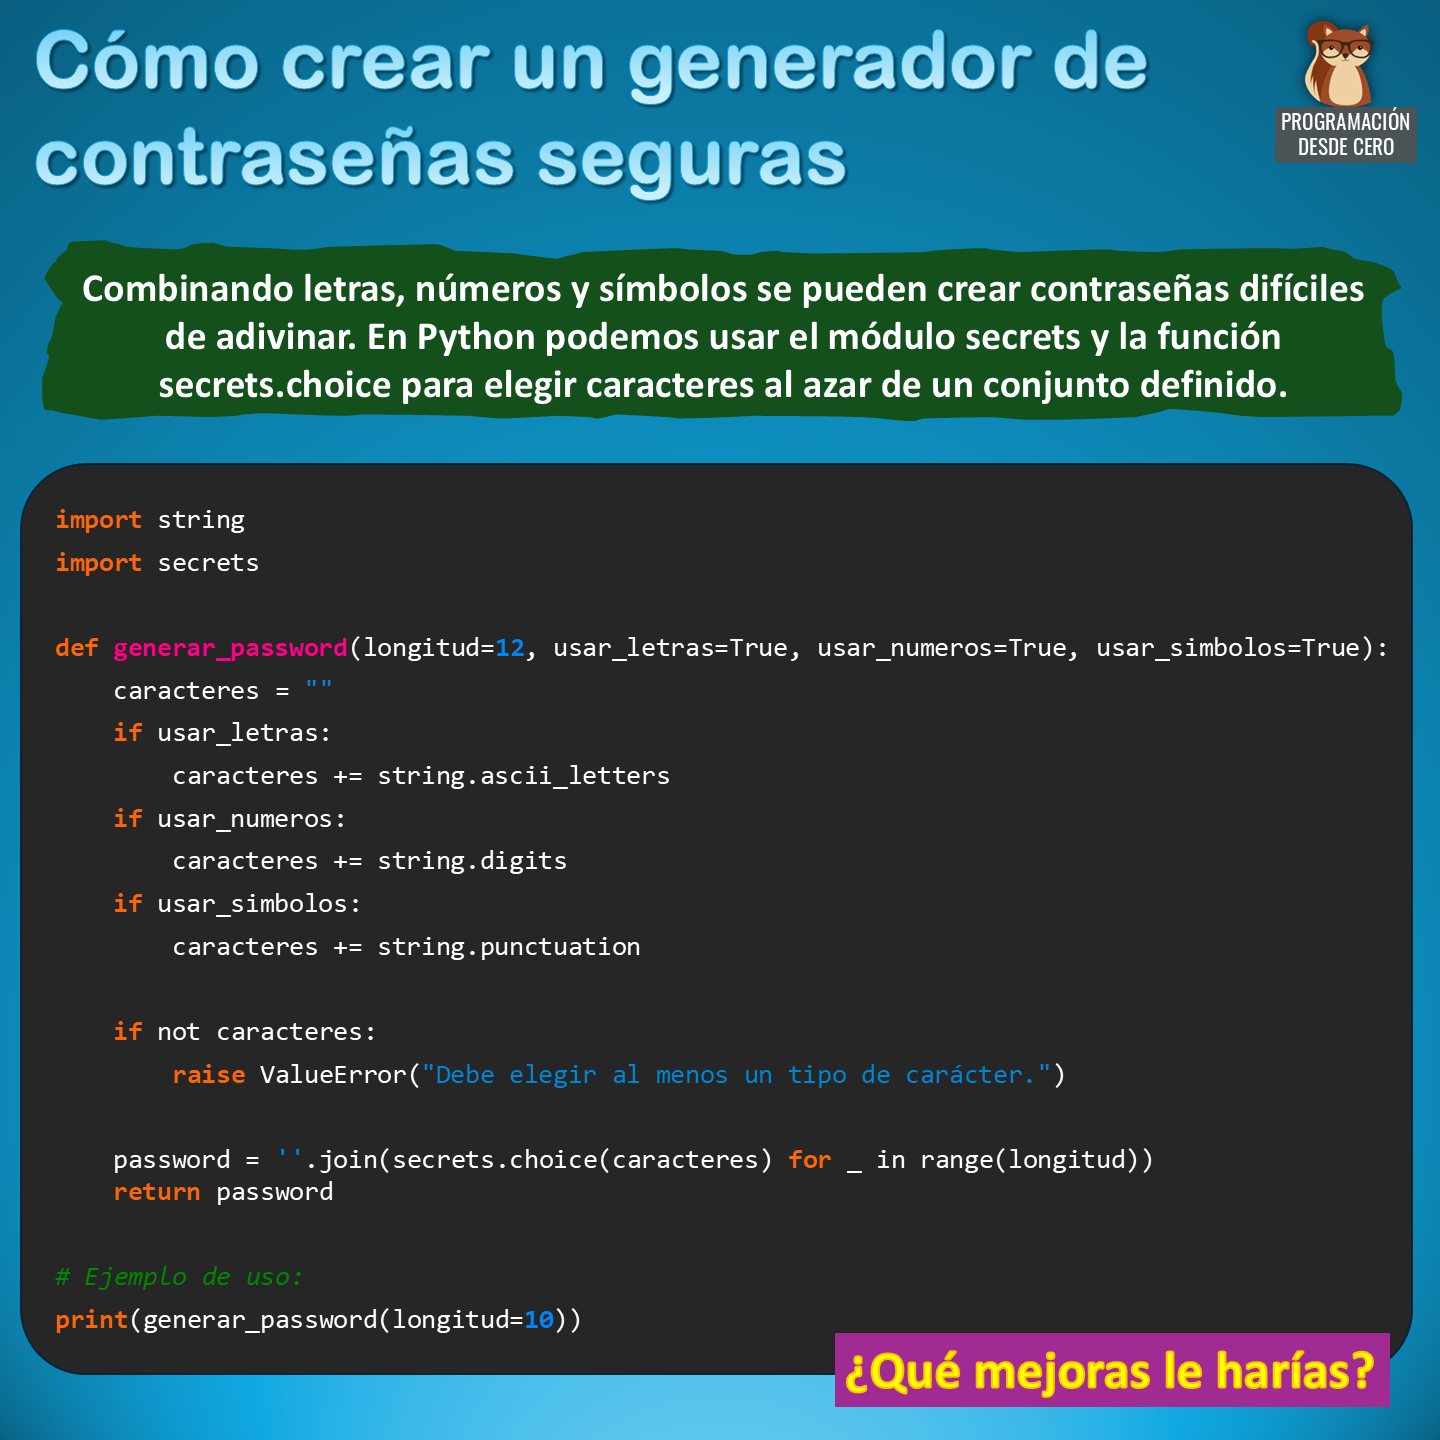 Cómo crear un generador de
contraseñas seguras
PROGRAMACIÓN
DESDE CERO
Combinando letras, números y símbolos se pueden crear contraseñas difíciles
de adivinar. En Python podemos usar el módulo secrets y la función
secrets.choice para elegir caracteres al azar de un conjunto definido.
import string
import secrets
def generar_password(longitud=12, usar_letras=True, usar_numeros=True, usar_simbolos=True):
    caracteres = ""
    if usar_letras:
        caracteres += string.ascii_letters
    if usar_numeros:
        caracteres += string.digits
    if usar_simbolos:
        caracteres += string.punctuation
    if not caracteres:
        raise ValueError("Debe elegir al menos un tipo de carácter.")
    password = ''.join(secrets.choice(caracteres) for _ in range(longitud))
    return password
# Ejemplo de uso:
print(generar_password(longitud=10))
¿Qué mejoras le harías?